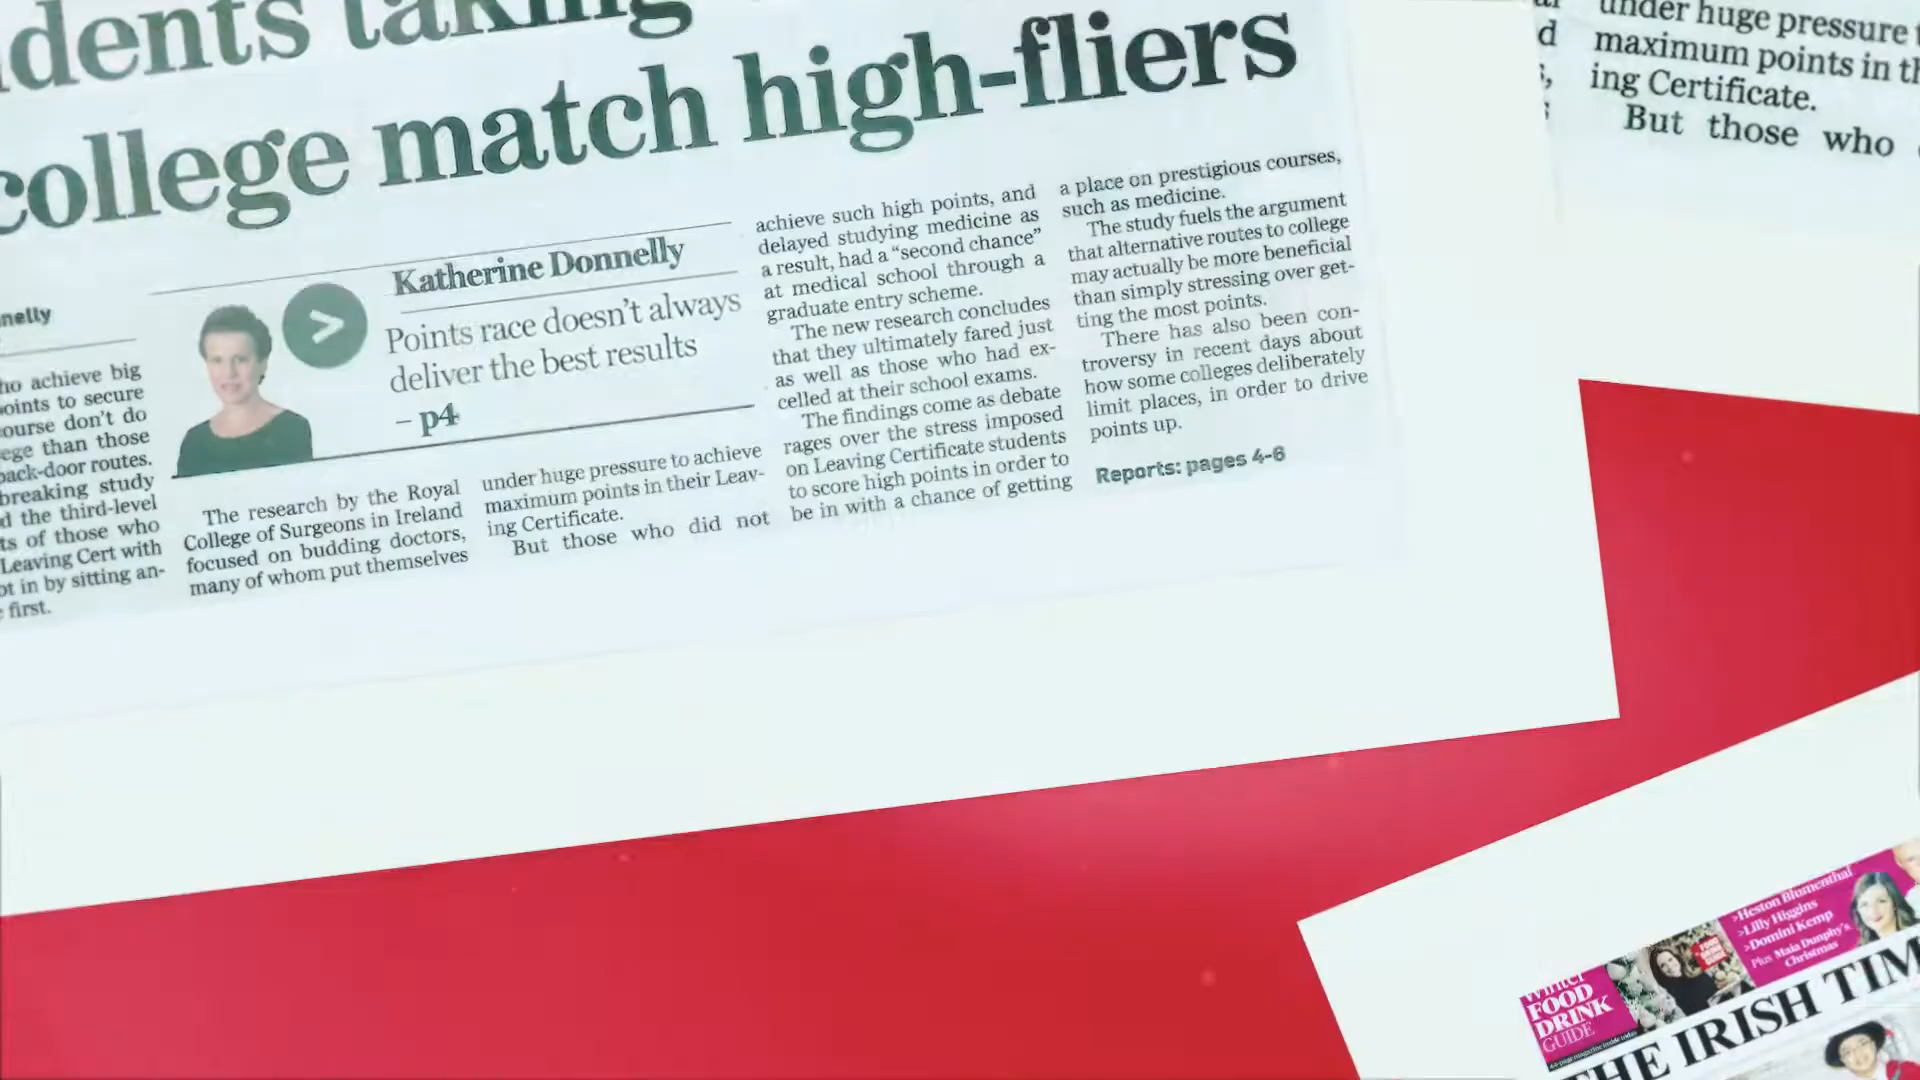 dents taking
college match high-fliers
nnelly
ho achieve big
oints to secure
ourse don't do
ege than those
back-door routes.
breaking study
d the third-level
ts of those who
Leaving Cert with
ot in by sitting an-
first.
Katherine Donnelly
Points race doesn't always
deliver the best results
– p4
The research by the Royal
College of Surgeons in Ireland
focused on budding doctors,
many of whom put themselves
under huge pressure to achieve
maximum points in their Leav-
ing Certificate.
But those who did not
achieve such high points, and
delayed studying medicine as
a result, had a “second chance”
at medical school through a
graduate entry scheme.
The new research concludes
that they ultimately fared just
as well as those who had ex-
celled at their school exams.
The findings come as debate
rages over the stress imposed
on Leaving Certificate students
to score high points in order to
be in with a chance of getting
a place on prestigious courses,
such as medicine.
The study fuels the argument
that alternative routes to college
may actually be more beneficial
than simply stressing over get-
ting the most points.
There has also been con-
troversy in recent days about
how some colleges deliberately
limit places, in order to drive
points up.
Reports: pages 4-6
under huge pressure
maximum points in th
ing Certificate.
But those who
Winter
FOOD
DRINK
GUIDE
>Heston Blumenthal
>Lilly Higgins
>Domini Kemp
Plus Maia Dunphy's
Christmas
THE IRISH TIM